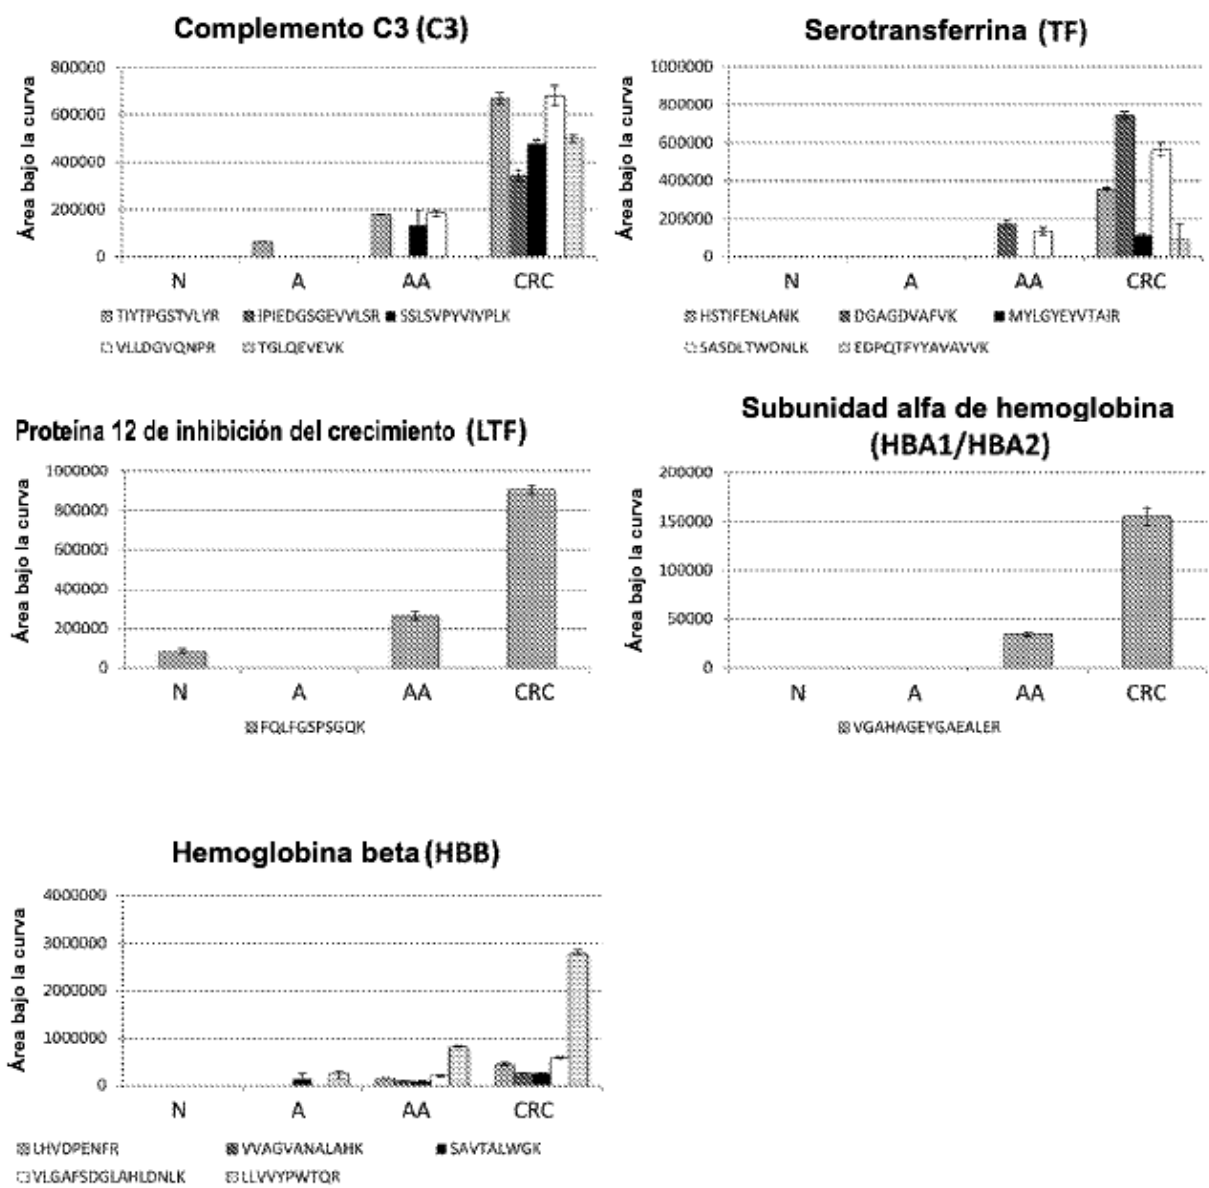 Complemento C3 (C3)
Área bajo la curva
800000
600000
400000
200000
0
N A AA CRC
TIYTPGSTVLYR IPIEDGSGEVVLSR SSLSVPYVIVPLK
VLLDGVQNPR TGLQEVEVK
Serotransferrina (TF)
Área bajo la curva
1000000
800000
600000
400000
200000
0
N A AA CRC
HSTIFENLANK DGAGDVAFVK MYLGYEYVTAIR
SASDLTWDNLK EDPQTFYYAVAVVK
Proteína 12 de inhibición del crecimiento (LTF)
Área bajo la curva
1000000
800000
600000
400000
200000
0
N A AA CRC
FQLFGSPSGQK
Subunidad alfa de hemoglobina
(HBA1/HBA2)
Área bajo la curva
200000
150000
100000
50000
0
N A AA CRC
VGAHAGEYGAEALER
Hemoglobina beta (HBB)
Área bajo la curva
4000000
3000000
2000000
1000000
0
N A AA CRC
LHVDPENFR VVAGVANALAHK SAVTALWGK
VLGAFSDGLAHLDNLK LLVVYPWTQR